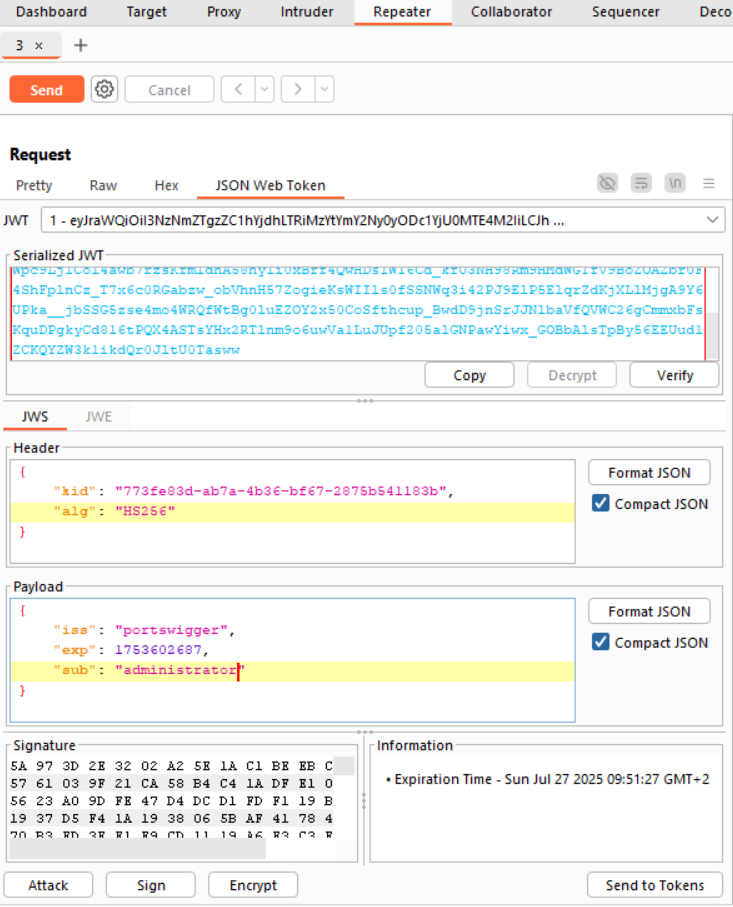 Dashboard Target Proxy Intruder Repeater Collaborator Sequencer Deco
3 × +
Send Cancel < >
Request
Pretty Raw Hex JSON Web Token \n
JWT 1 - eyJraWQiOiI3NzNmZTgzZC1hYjdhLTRiMzYtYmY2Ny0yODc1YjU0MTE4M2IiLCJh ...
Serialized JWT
ZCKQYZW3klikdQr0JltU0Tasww
Copy Decrypt Verify
JWS JWE
Header
{
"kid": "773fe83d-ab7a-4b36-bf67-2875b541183b",
"alg": "HS256"
}
Format JSON
Compact JSON
Payload
{
"iss": "portswigger",
"exp": 1753602687,
"sub": "administrator"
}
Format JSON
Compact JSON
Signature
5A 97 3D 2E 32 02 A2 5E 1A C1 BE EB C
57 61 03 9F 21 CA 58 B4 C4 1A DF E1 0
56 23 A0 9D FE 47 D4 DC D1 FD F1 19 B
19 37 D5 F4 1A 19 38 06 5B AF 41 78 4
Information
• Expiration Time - Sun Jul 27 2025 09:51:27 GMT+2
Attack Sign Encrypt Send to Tokens